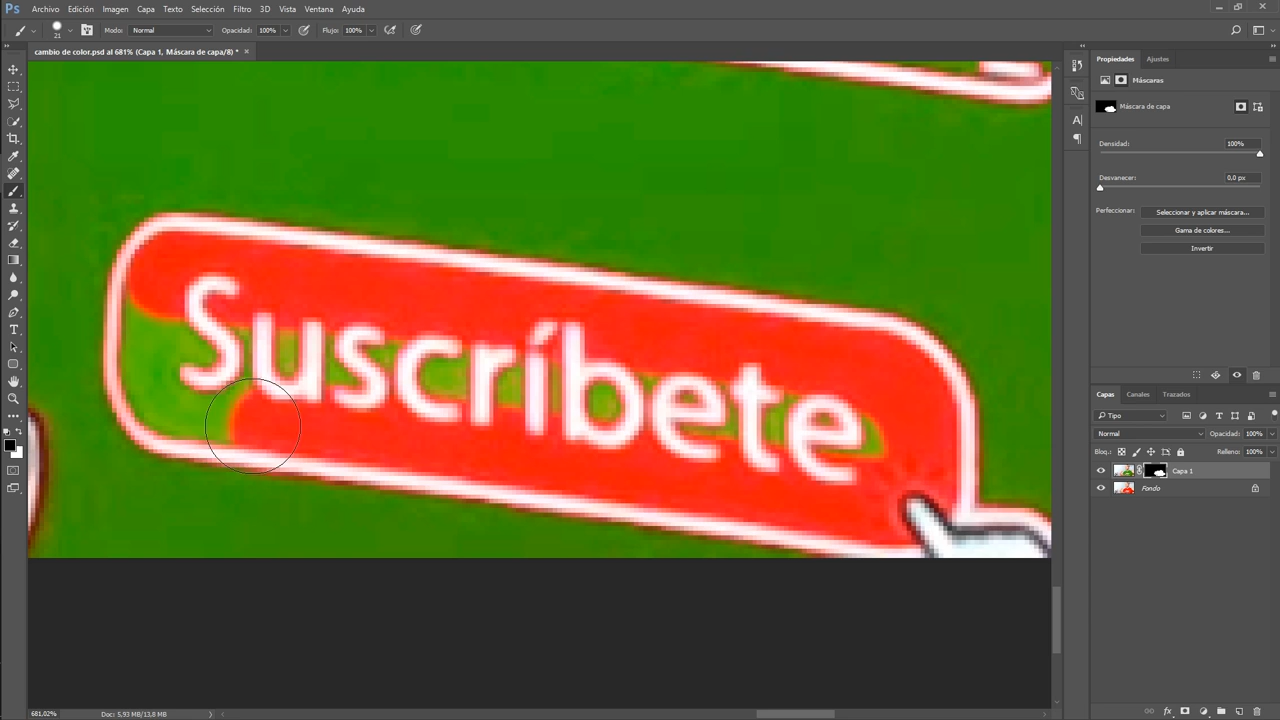 Ps Archivo Edición Imagen Capa Texto Selección Filtro 3D Vista Ventana Ayuda
21 Modo: Normal Opacidad: 100% Flujo: 100%
cambio de color.psd al 681% (Capa 1, Máscara de capa/8) * ×
Propiedades Ajustes
Máscaras
Máscara de capa
Densidad: 100%
Desvanecer: 0,0 px
Perfeccionar: Seleccionar y aplicar máscara...
Gama de colores...
Invertir
Suscríbete
Capas Canales Trazados
Tipo
Normal Opacidad: 100%
Bloq.: Relleno: 100%
Capa 1
Fondo
681,02% Doc: 5,93 MB/13,8 MB